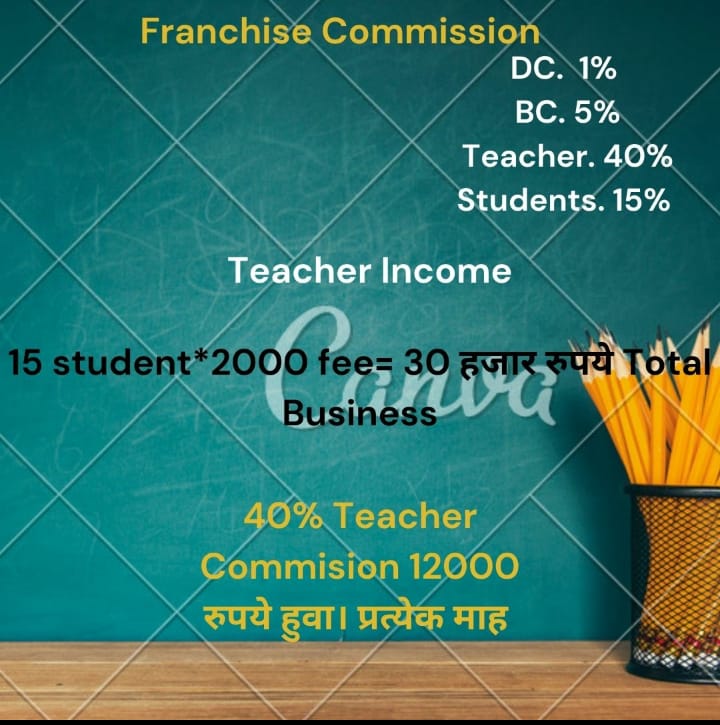 Franchise Commission
DC. 1%
BC. 5%
Teacher. 40%
Students. 15%
Teacher Income
15 student*2000 fee= 30 हजार रुपये Total
Business
Canva
40% Teacher
Commision 12000
रुपये हुवा। प्रत्येक माह